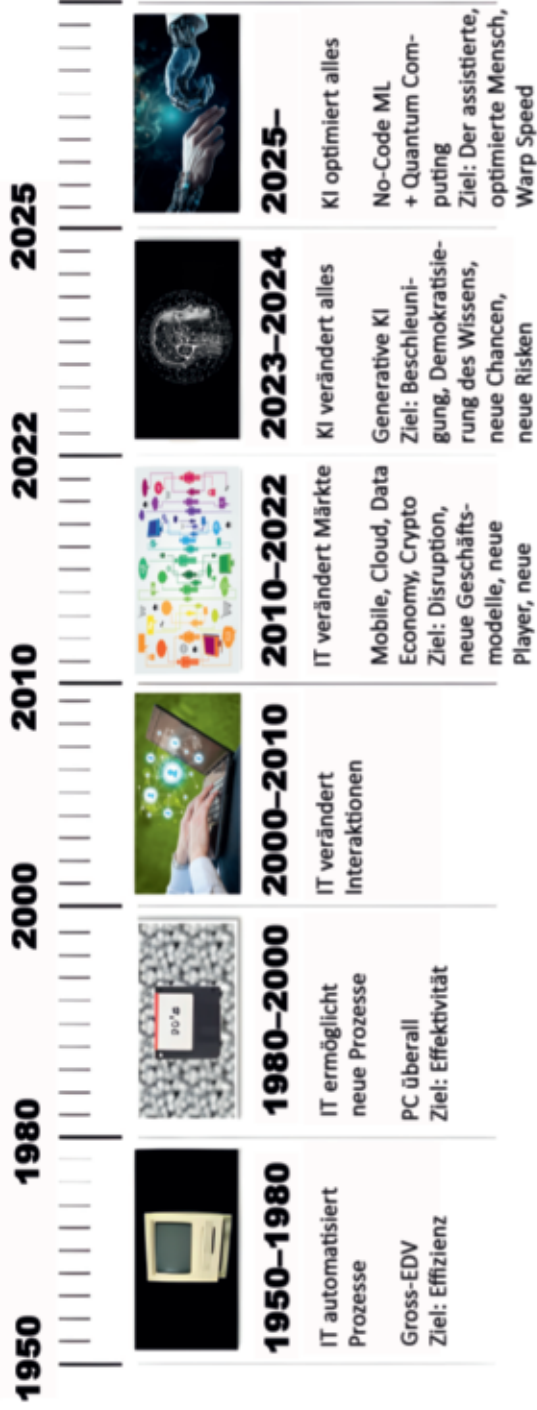 1950
1980
2000
2010
2022
2025
1950–1980
IT automatisiert
Prozesse
Gross-EDV
Ziel: Effizienz
1980–2000
IT ermöglicht
neue Prozesse
PC überall
Ziel: Effektivität
2000–2010
IT verändert
Interaktionen
2010–2022
IT verändert Märkte
Mobile, Cloud, Data
Economy, Crypto
Ziel: Disruption,
neue Geschäfts-
modelle, neue
Player, neue
2023–2024
KI verändert alles
Generative KI
Ziel: Beschleuni-
gung, Demokratisie-
rung des Wissens,
neue Chancen,
neue Risken
2025–
KI optimiert alles
No-Code ML
+ Quantum Com-
puting
Ziel: Der assistierte,
optimierte Mensch,
Warp Speed